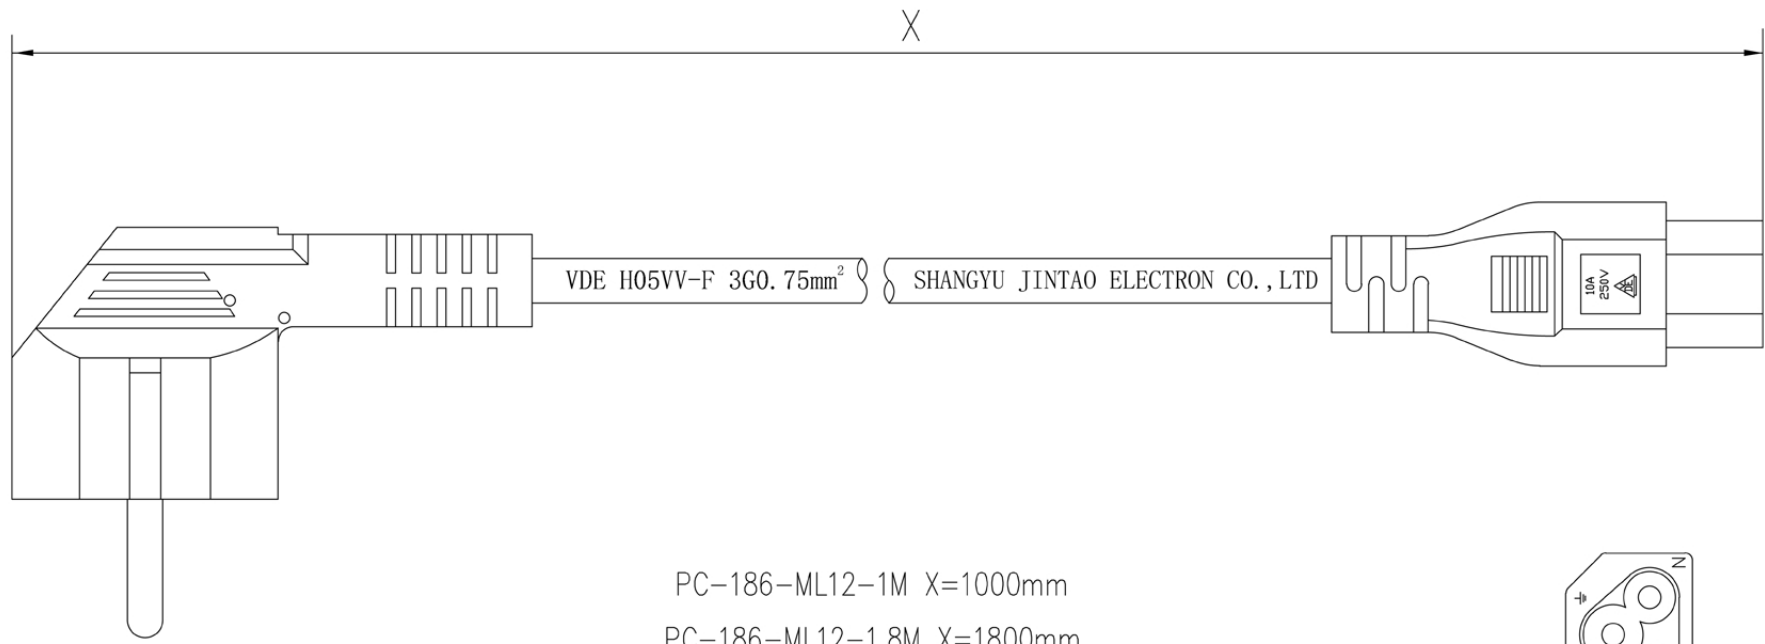 X
VDE H05VV-F 3G0.75mm²
SHANGYU JINTAO ELECTRON CO.,LTD
10A
250V
PC-186-ML12-1M X=1000mm
PC-186-ML12-1.8M X=1800mm
N